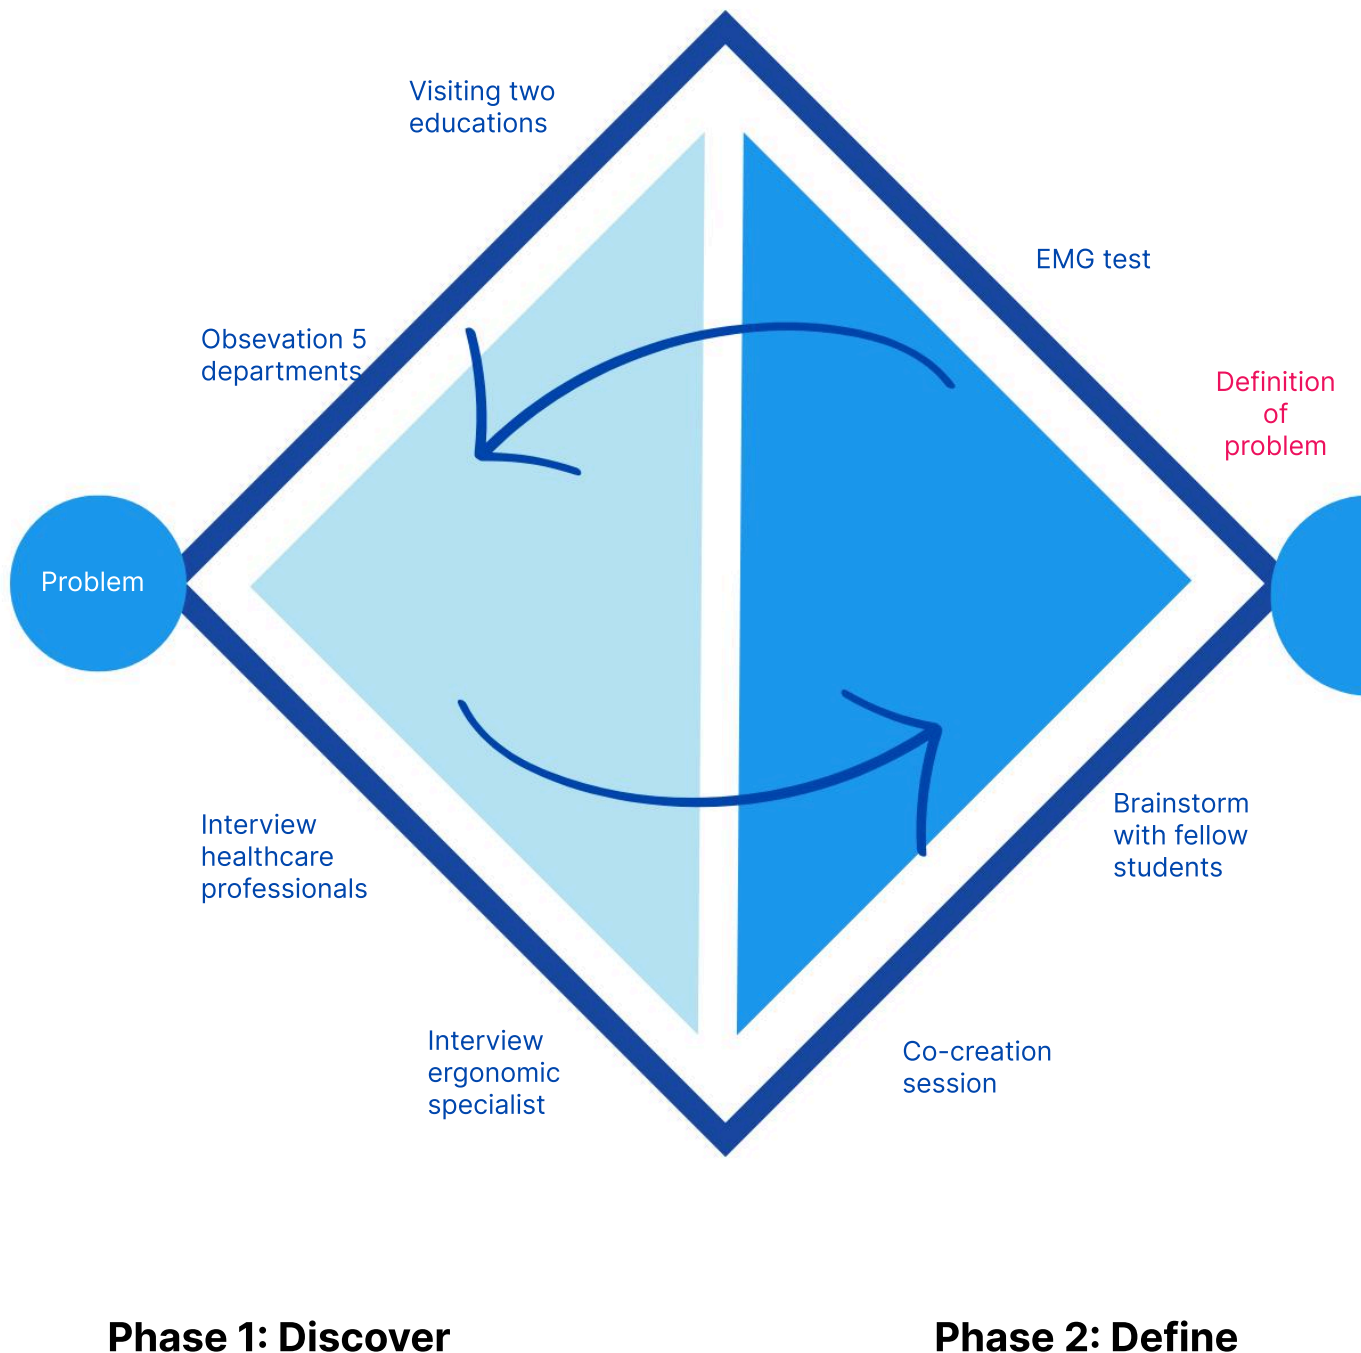 Visiting two
educations
EMG test
Obsevation 5
departments
Definition
of
problem
Problem
Interview
healthcare
professionals
Brainstorm
with fellow
students
Interview
ergonomic
specialist
Co-creation
session
Phase 1: Discover
Phase 2: Define